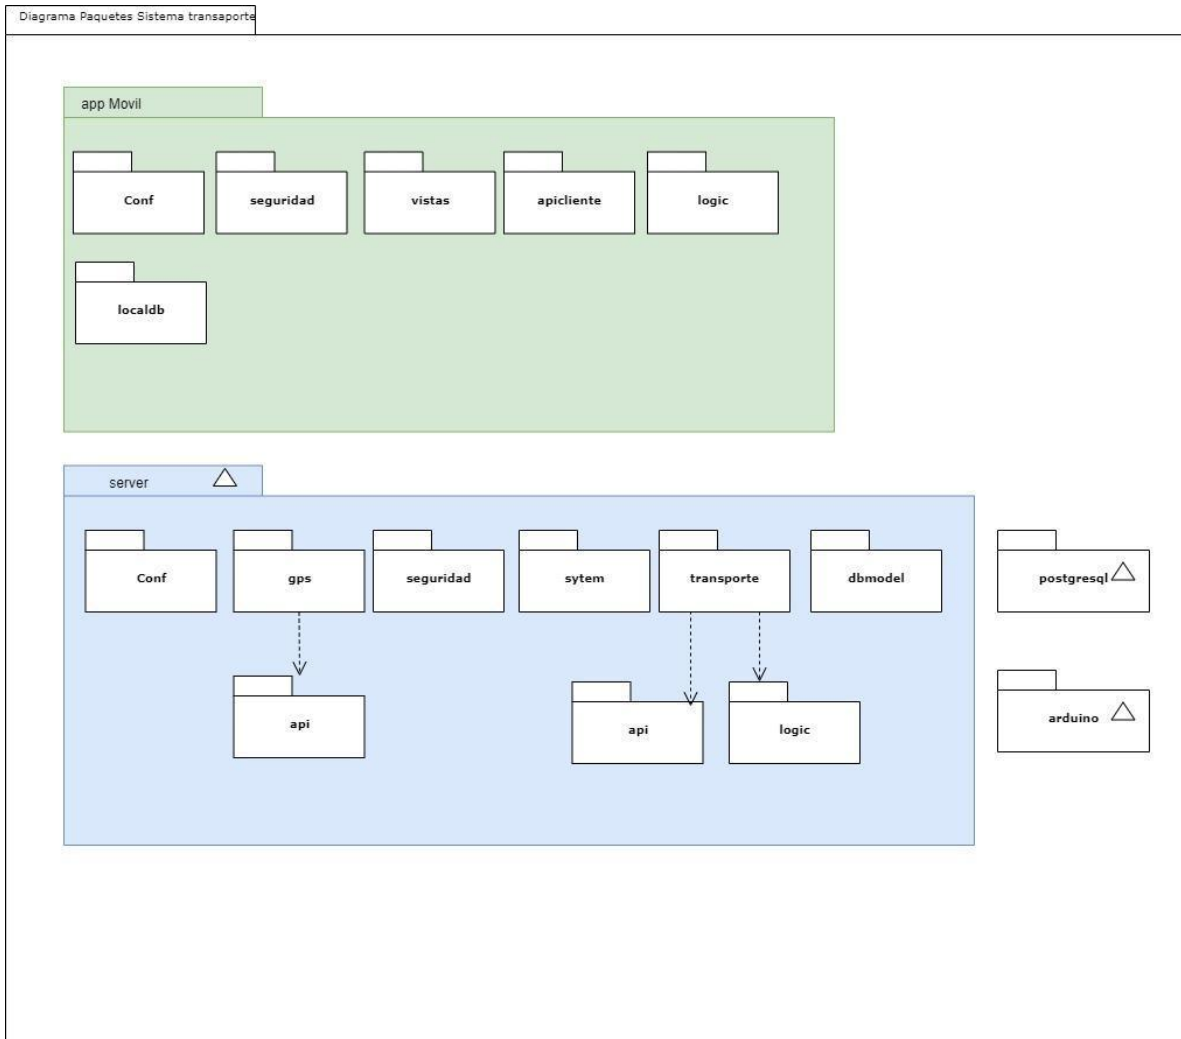 Diagrama Paquetes Sistema transaporte
app Movil
Conf
seguridad
vistas
apicliente
logic
localdb
server
Conf
gps
seguridad
sytem
transporte
dbmodel
postgresql
api
api
logic
arduino